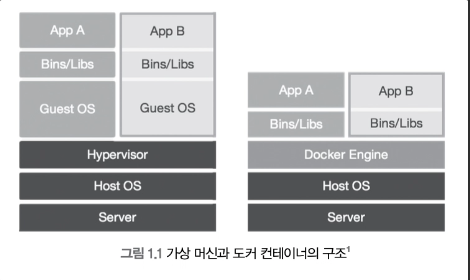 App A
App B
Bins/Libs
Bins/Libs
Guest OS
Guest OS
Hypervisor
Host OS
Server
App A
App B
Bins/Libs
Bins/Libs
Docker Engine
Host OS
Server
그림 1.1 가상 머신과 도커 컨테이너의 구조¹